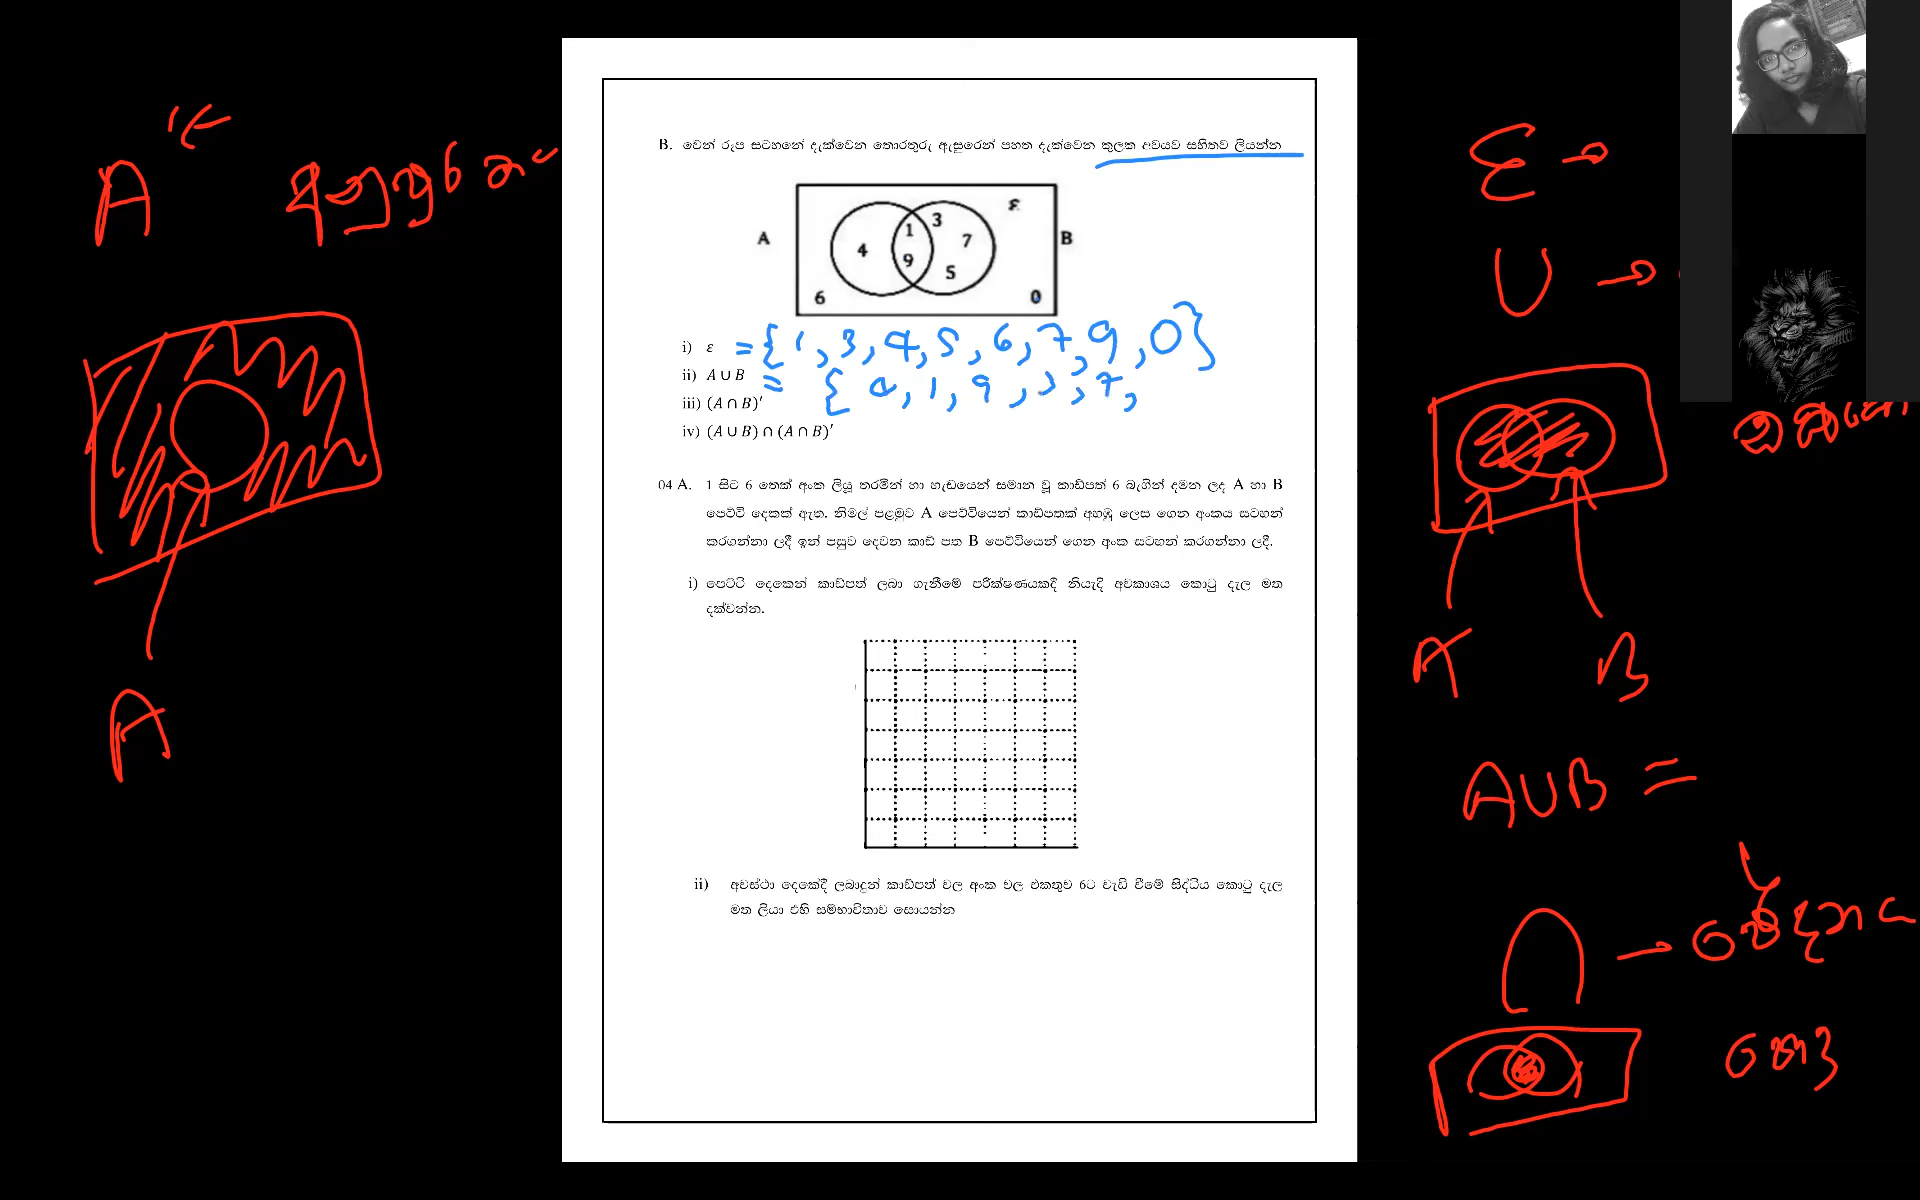 B. වෙන් රූප සටහනේ දැක්වෙන තොරතුරු ඇසුරෙන් පහත දැක්වෙන කුලක අවයව සහිතව ලියන්න
ε
A 4 1 9 3 7 5 B
6 0
i) ε = {1, 3, 4, 5, 6, 7, 9, 0}
ii) A ∪ B = { 4, 1, 9, 3, 7,
iii) (A ∩ B)′
iv) (A ∪ B) ∩ (A ∩ B)′
04 A. 1 සිට 6 තෙක් අංක ලියූ තරමින් හා හැඩයෙන් සමාන වූ කාඩ්පත් 6 බැගින් දමන ලද A හා B
පෙට්ටි දෙකක් ඇත. නිමල් පළමුව A පෙට්ටියෙන් කාඩ්පතක් අහඹු ලෙස ගෙන අංකය සටහන්
කරගන්නා ලදී ඉන් පසුව දෙවන කාඩ් පත B පෙට්ටියෙන් ගෙන අංක සටහන් කරගන්නා ලදී.
i) පෙට්ටි දෙකෙන් කාඩ්පත් ලබා ගැනීමේ පරීක්ෂණයකදී නියැදි අවකාශය කොටු දැල මත
දක්වන්න.
ii) අවස්ථා දෙකේදී ලබාදුන් කාඩ්පත් වල අංක වල එකතුව 6ට වැඩි වීමේ සිද්ධිය කොටු දැල
මත ලියා එහි සම්භාවිතාව සොයන්න
A′ ←
A
ε →
∪ →
A B
A∪B =
∩ → ඡේදනය